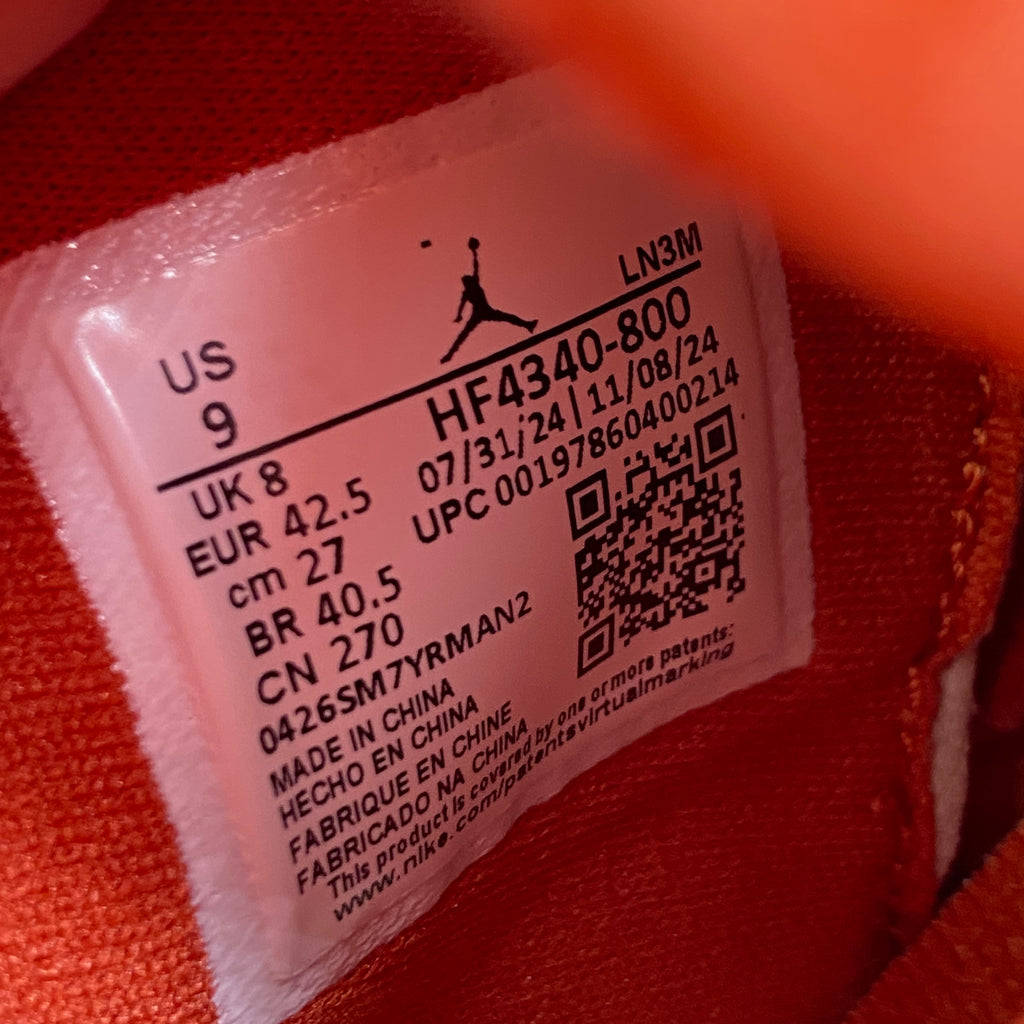 LN3M
US
9
HF4340-800
07/31/24 | 11/08/24
UPC 00197860400214
UK 8
EUR 42.5
cm 27
BR 40.5
CN 270
0426SM7YRMAN2
MADE IN CHINA
HECHO EN CHINA
FABRIQUE EN CHINE
FABRICADO NA CHINA
This product is covered by one or more patents:
www.nike.com/patentsvirtualmarking